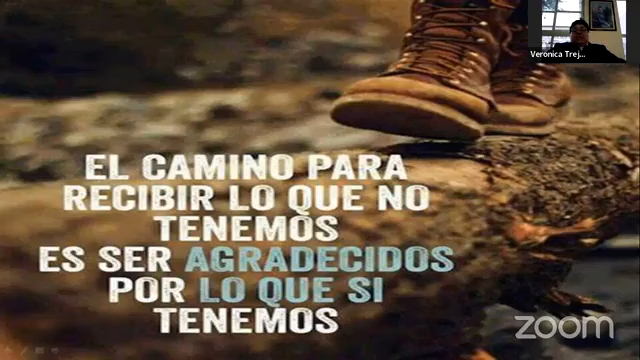 Veronica Trej...
EL CAMINO PARA
RECIBIR LO QUE NO
TENEMOS
ES SER AGRADECIDOS
POR LO QUE SI
TENEMOS
zoom